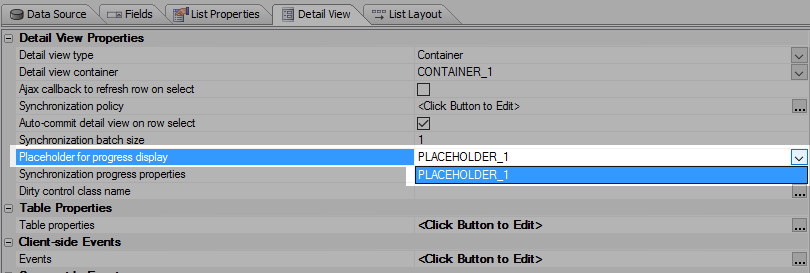 Data Source Fields List Properties Detail View List Layout
Detail View Properties
Detail view type Container
Detail view container CONTAINER_1
Ajax callback to refresh row on select
Synchronization policy <Click Button to Edit> ...
Auto-commit detail view on row select
Synchronization batch size 1
Placeholder for progress display PLACEHOLDER_1
Synchronization progress properties PLACEHOLDER_1
Dirty control class name ...
Table Properties
Table properties <Click Button to Edit> ...
Client-side Events
Events <Click Button to Edit> ...